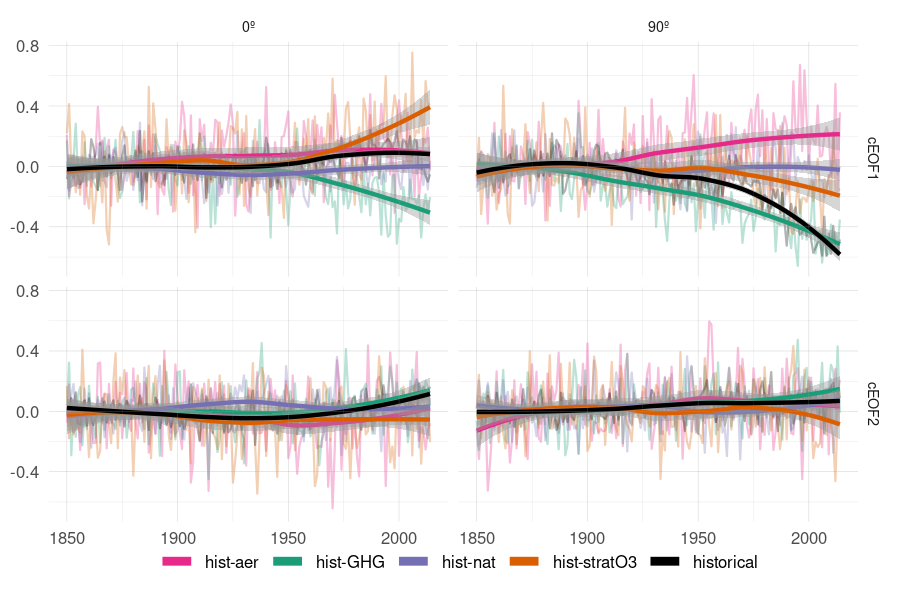 0º 90º
0.8
0.4
0.0
-0.4
cEOF1
0.8
0.4
0.0
-0.4
cEOF2
1850 1900 1950 2000 1850 1900 1950 2000
hist-aer hist-GHG hist-nat hist-stratO3 historical